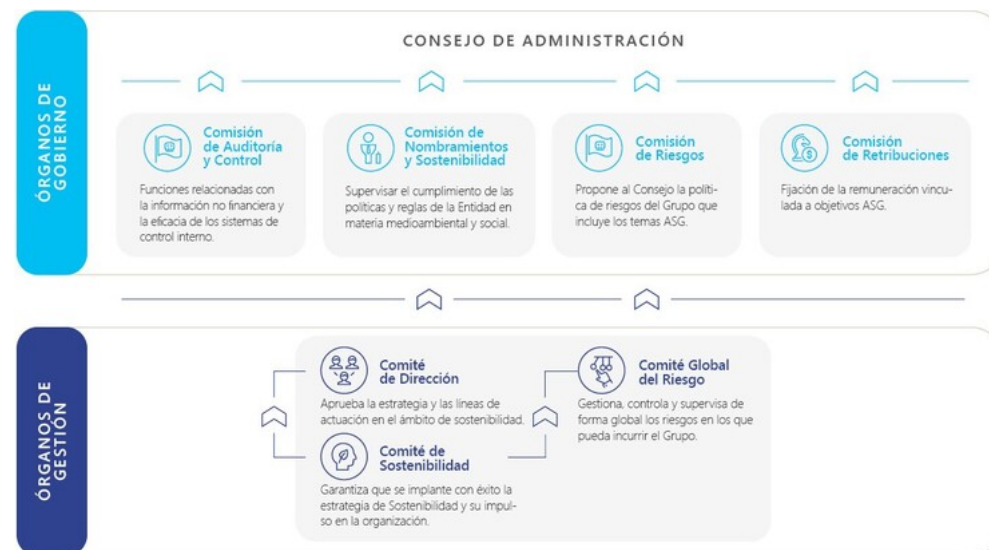 CONSEJO DE ADMINISTRACIÓN
ÓRGANOS DE
GOBIERNO
Comisión
de Auditoría
y Control
Funciones relacionadas con
la información no financiera y
la eficacia de los sistemas de
control interno.
Comisión de
Nombramientos
y Sostenibilidad
Supervisar el cumplimiento de las
políticas y reglas de la Entidad en
materia medioambiental y social.
Comisión
de Riesgos
Propone al Consejo la políti-
ca de riesgos del Grupo que
incluye los temas ASG.
Comisión
de Retribuciones
Fijación de la remuneración vincu-
lada a objetivos ASG.
ÓRGANOS DE
GESTIÓN
Comité
de Dirección
Aprueba la estrategia y las líneas de
actuación en el ámbito de sostenibilidad.
Comité de
Sostenibilidad
Garantiza que se implante con éxito la
estrategia de Sostenibilidad y su impul-
so en la organización.
Comité Global
del Riesgo
Gestiona, controla y supervisa de
forma global los riesgos en los que
pueda incurrir el Grupo.